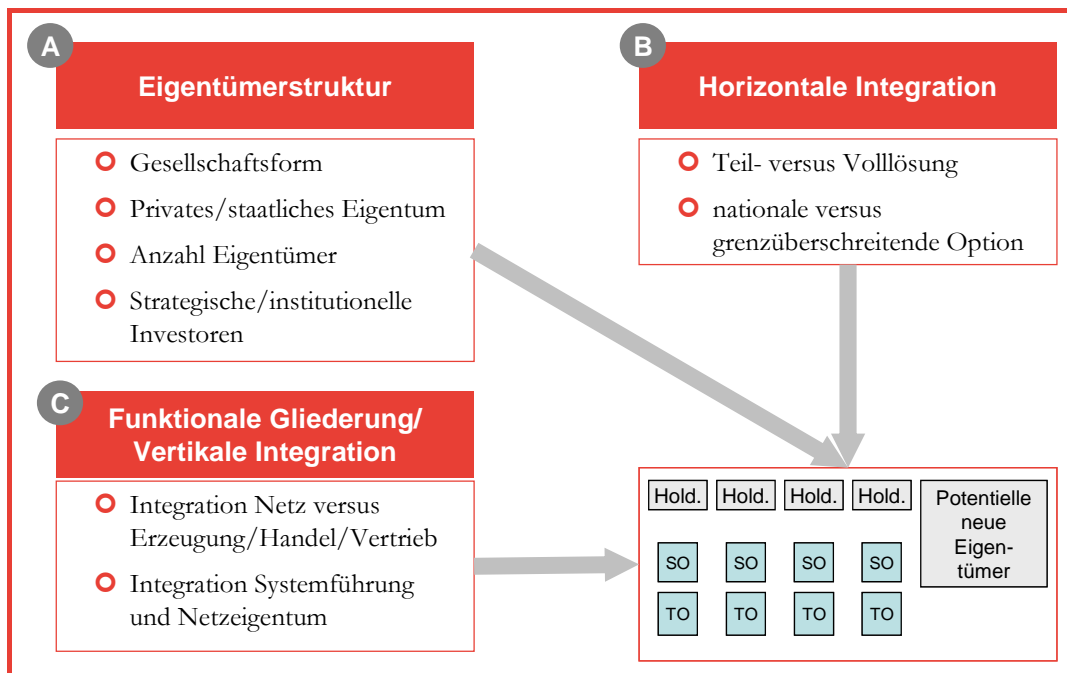 A
Eigentümerstruktur
Gesellschaftsform
Privates/staatliches Eigentum
Anzahl Eigentümer
Strategische/institutionelle
Investoren
B
Horizontale Integration
Teil- versus Volllösung
nationale versus
grenzüberschreitende Option
C
Funktionale Gliederung/
Vertikale Integration
Integration Netz versus
Erzeugung/Handel/Vertrieb
Integration Systemführung
und Netzeigentum
Hold. Hold. Hold. Hold.
SO SO SO SO
TO TO TO TO
Potentielle
neue
Eigen-
tümer